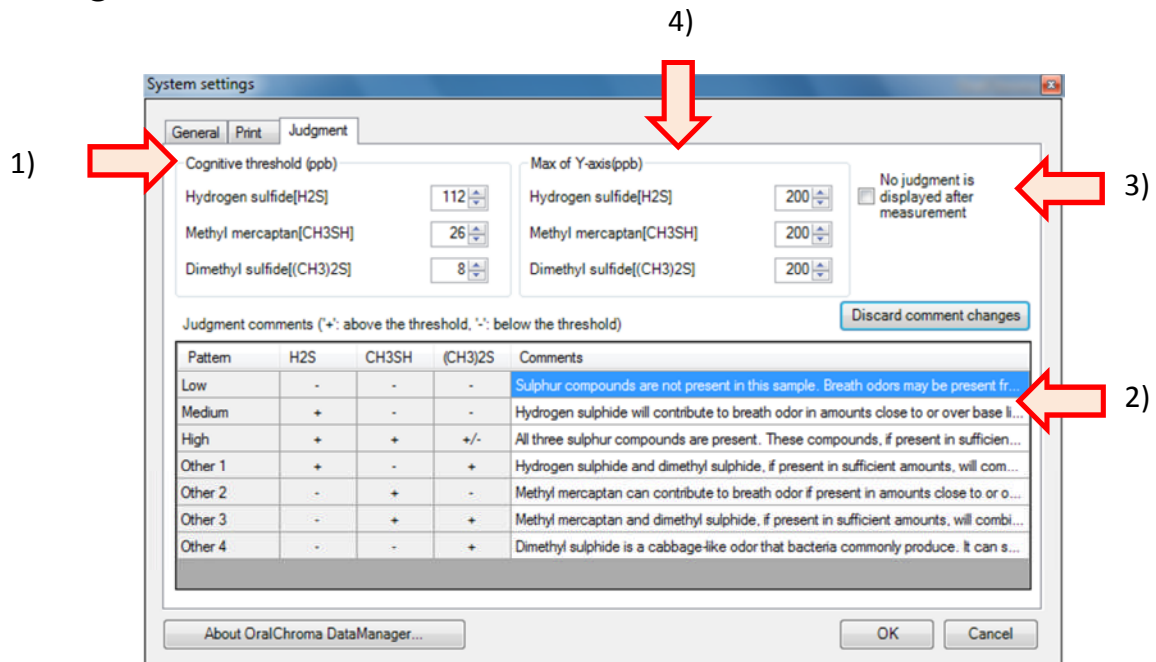 4)
System settings
General Print Judgment
1)
Cognitive threshold (ppb)
Hydrogen sulfide[H2S] 112
Methyl mercaptan[CH3SH] 26
Dimethyl sulfide[(CH3)2S] 8
Max of Y-axis(ppb)
Hydrogen sulfide[H2S] 200
Methyl mercaptan[CH3SH] 200
Dimethyl sulfide[(CH3)2S] 200
No judgment is
displayed after
measurement
3)
Discard comment changes
Judgment comments ('+': above the threshold, '-': below the threshold)
Pattern H2S CH3SH (CH3)2S Comments
Low - - - Sulphur compounds are not present in this sample. Breath odors may be present fr...
2)
Medium + - - Hydrogen sulphide will contribute to breath odor in amounts close to or over base li...
High + + +/- All three sulphur compounds are present. These compounds, if present in sufficien...
Other 1 + - + Hydrogen sulphide and dimethyl sulphide, if present in sufficient amounts, will com...
Other 2 - + - Methyl mercaptan can contribute to breath odor if present in amounts close to or o...
Other 3 - + + Methyl mercaptan and dimethyl sulphide, if present in sufficient amounts, will combi...
Other 4 - - + Dimethyl sulphide is a cabbage-like odor that bacteria commonly produce. It can s...
About OralChroma DataManager... OK Cancel